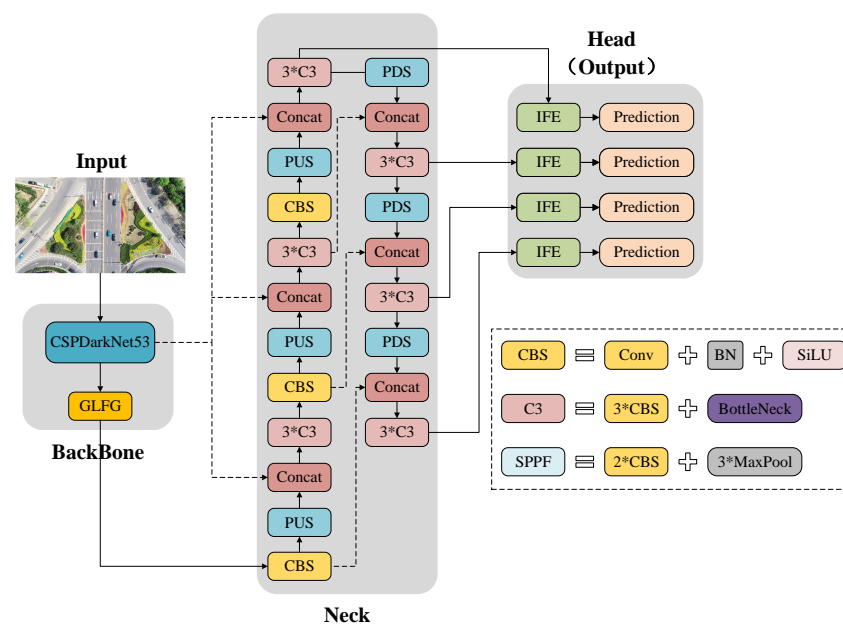 Input
CSPDarkNet53
GLFG
BackBone
3*C3
Concat
PUS
CBS
3*C3
Concat
PUS
CBS
3*C3
Concat
PUS
CBS
PDS
Concat
3*C3
PDS
Concat
3*C3
PDS
Concat
3*C3
Neck
Head
（Output）
IFE Prediction
IFE Prediction
IFE Prediction
IFE Prediction
CBS = Conv + BN + SiLU
C3 = 3*CBS + BottleNeck
SPPF = 2*CBS + 3*MaxPool